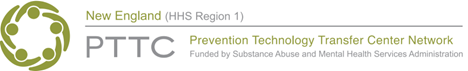 New England (HHS Region 1)
PTTC Prevention Technology Transfer Center Network
Funded by Substance Abuse and Mental Health Services Administration